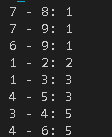 7 - 8: 1
7 - 9: 1
6 - 9: 1
1 - 2: 2
1 - 3: 3
4 - 5: 3
3 - 4: 5
4 - 6: 5